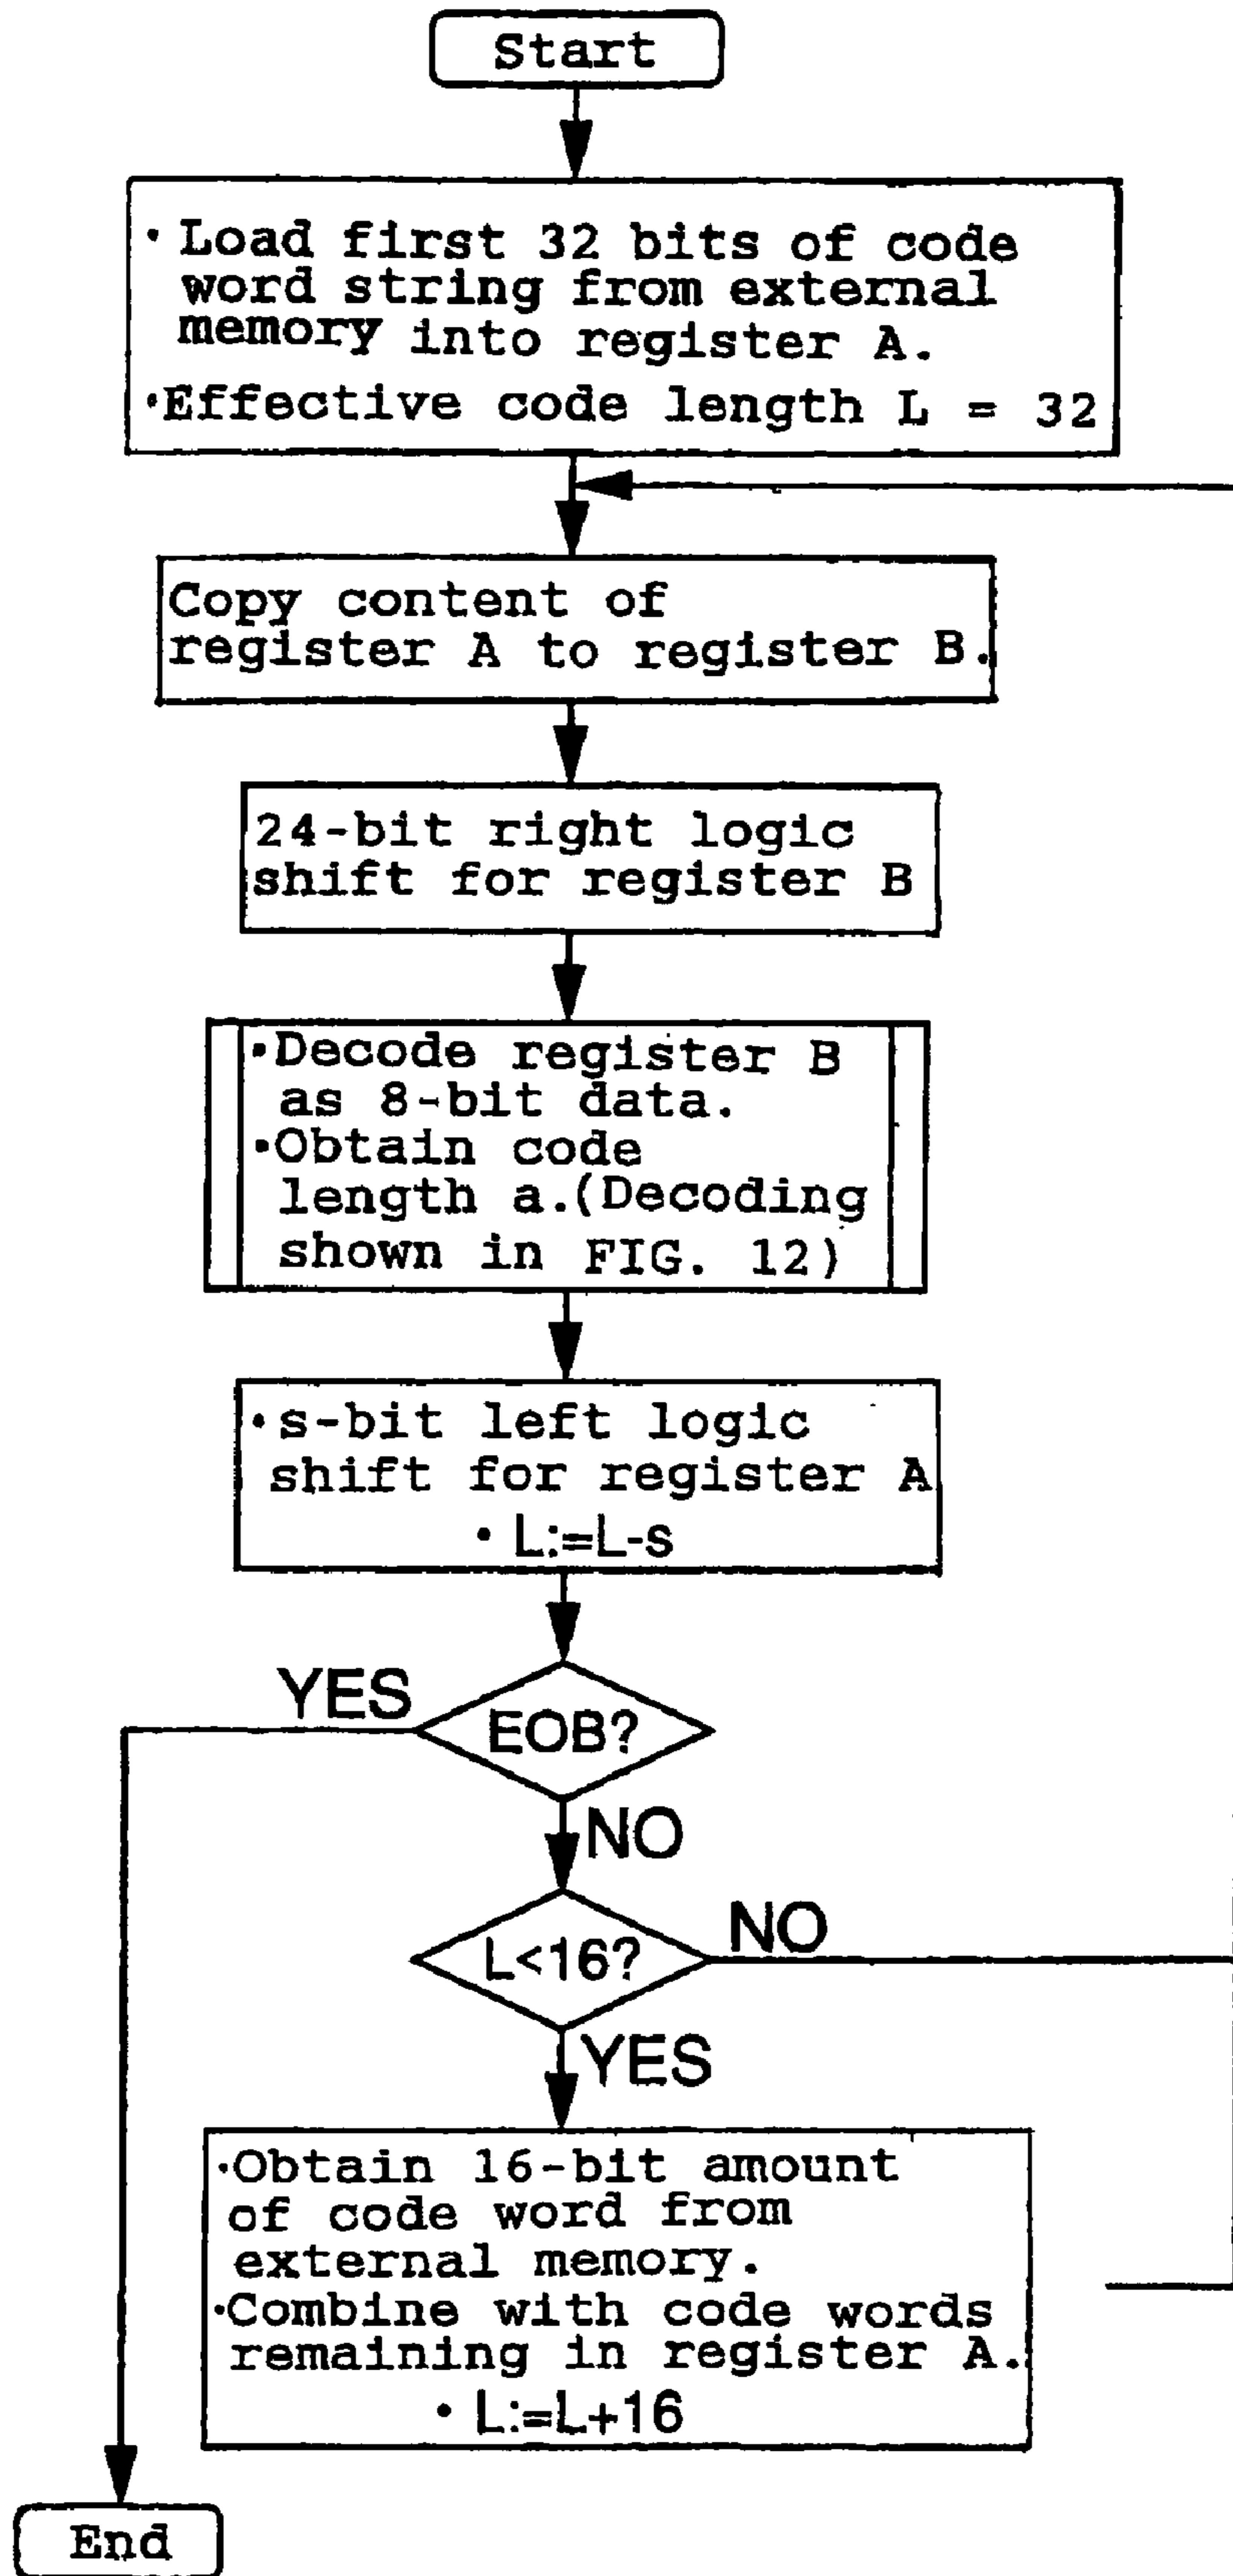 Start
· Load first 32 bits of code
word string from external
memory into register A.
·Effective code length L = 32
Copy content of
register A to register B.
24-bit right logic
shift for register B
·Decode register B
as 8-bit data.
·Obtain code
length a.(Decoding
shown in FIG. 12)
·s-bit left logic
shift for register A
· L:=L-s
YES
EOB?
NO
L<16?
NO
YES
·Obtain 16-bit amount
of code word from
external memory.
·Combine with code words
remaining in register A.
· L:=L+16
End